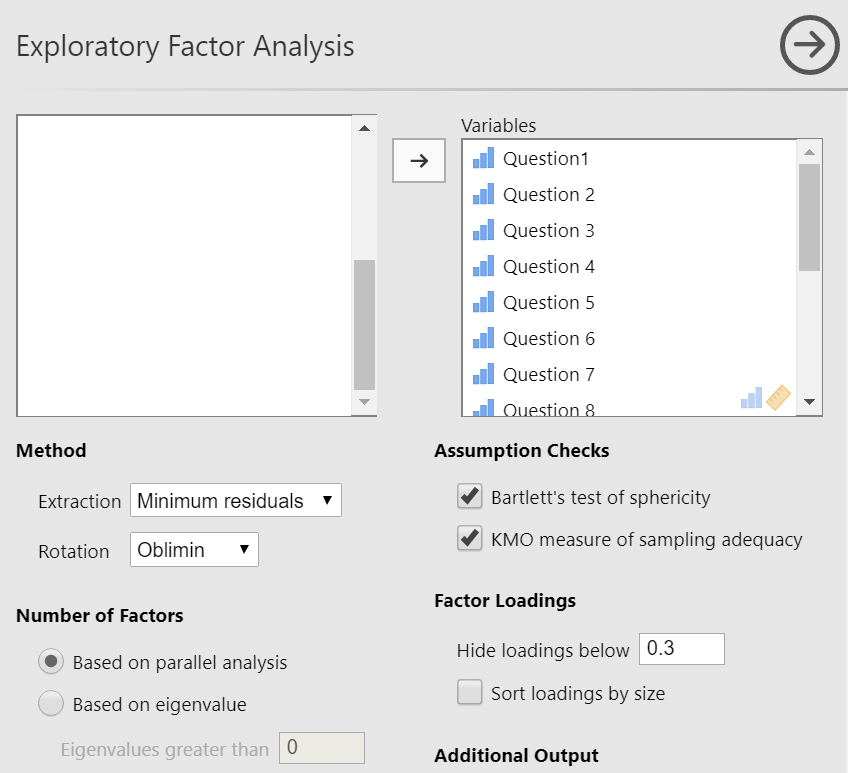 Exploratory Factor Analysis
Variables
Question1
Question 2
Question 3
Question 4
Question 5
Question 6
Question 7
Question 8
Method
Extraction Minimum residuals
Rotation Oblimin
Number of Factors
Based on parallel analysis
Based on eigenvalue
Eigenvalues greater than 0
Assumption Checks
Bartlett's test of sphericity
KMO measure of sampling adequacy
Factor Loadings
Hide loadings below 0.3
Sort loadings by size
Additional Output